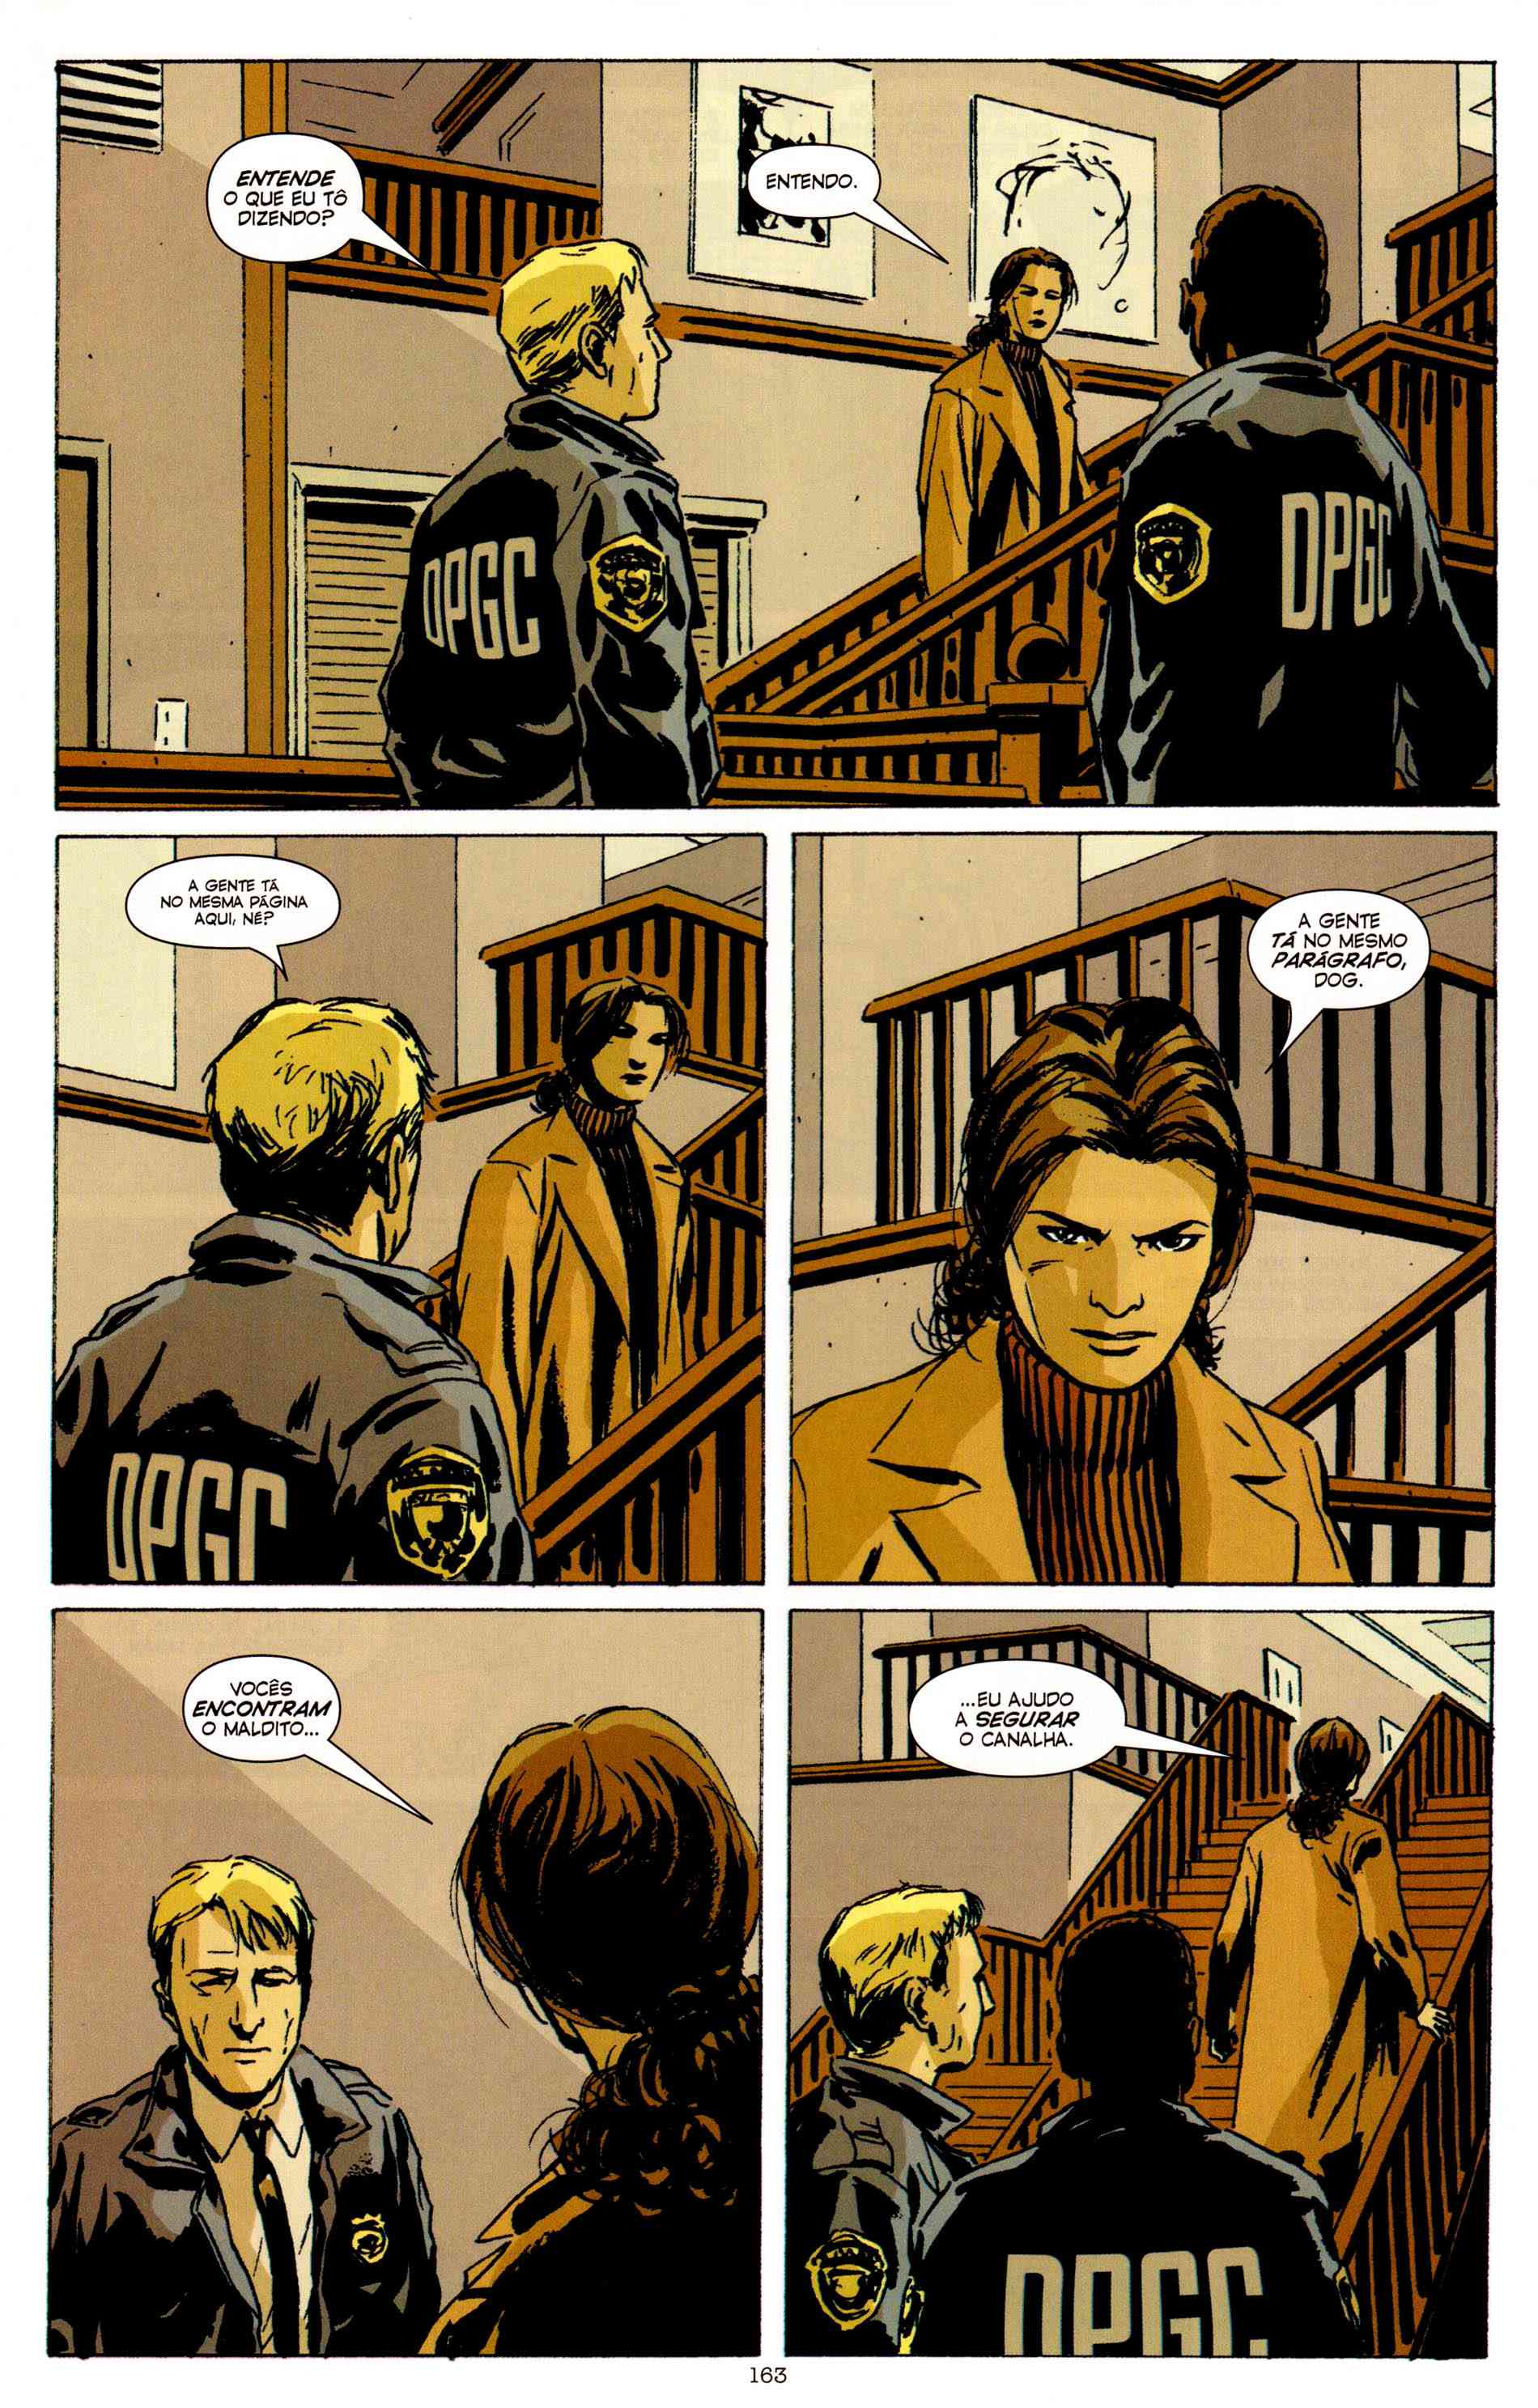 ENTENDE
O QUE EU TÔ
DIZENDO?
ENTENDO.
DPGC
DPGC
A GENTE TÁ
NO MESMA PÁGINA
AQUI, NÉ?
DPGC
A GENTE
TÁ NO MESMO
PARÁGRAFO,
DOG.
VOCÊS
ENCONTRAM
O MALDITO...
...EU AJUDO
A SEGURAR
O CANALHA.
DPGC
163